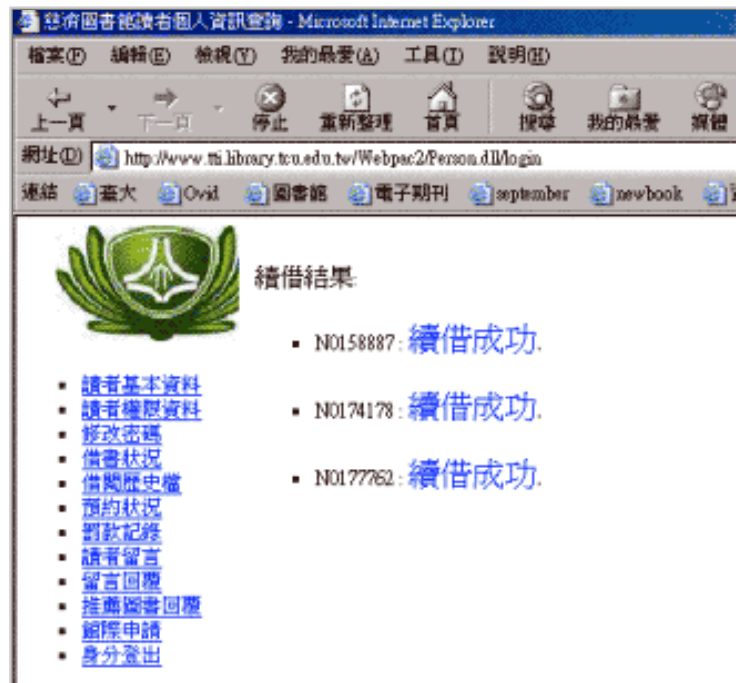 慈濟圖書館讀者個人資訊查詢 - Microsoft Internet Explorer
檔案(F) 編輯(E) 檢視(V) 我的最愛(A) 工具(T) 說明(H)
上一頁 下一頁 停止 重新整理 首頁 搜尋 我的最愛 媒體
網址(D) http://www.tti.library.tcu.edu.tw/Webpac2/Person.dll/login
連結 臺大 Ovid 圖書館 電子期刊 september newbook
續借結果:
N0158887 : 續借成功.
N0174178 : 續借成功.
N0177762 : 續借成功.
讀者基本資料
讀者權限資料
修改密碼
借書狀況
借閱歷史檔
預約狀況
罰款記錄
讀者留言
留言回覆
推薦圖書回覆
館際申請
身分登出